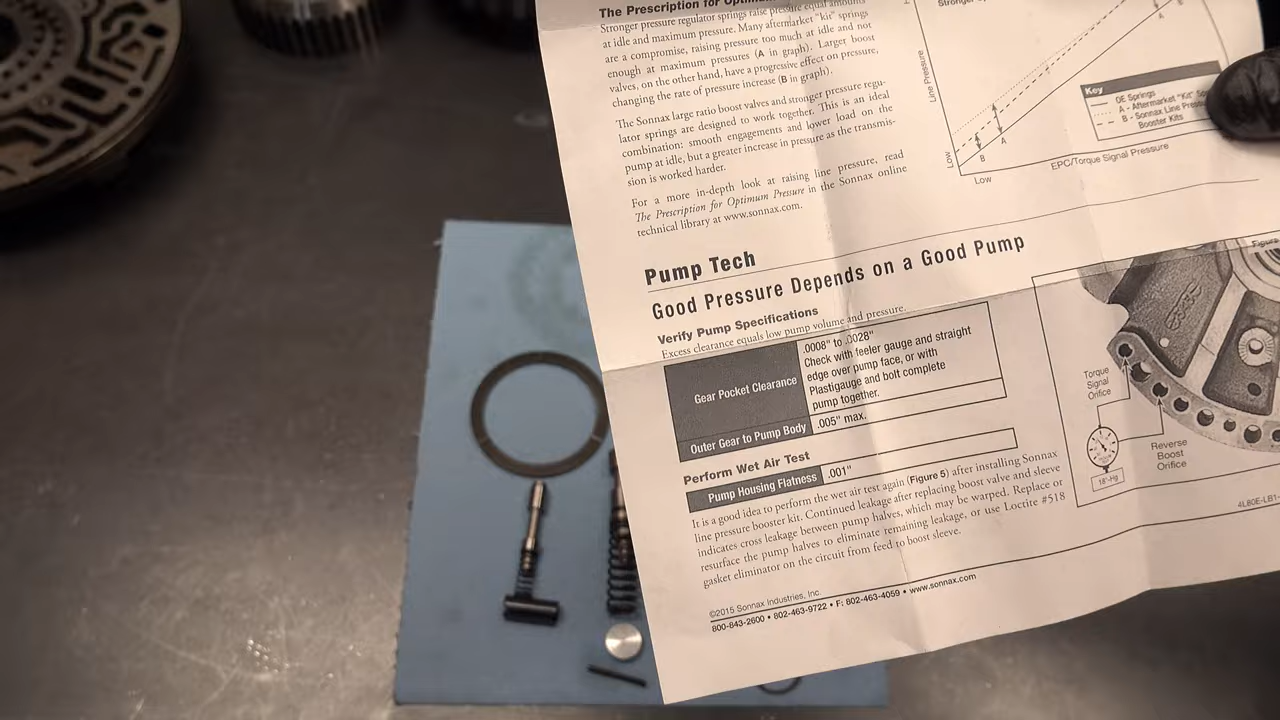 The Prescription for
Stronger pressure regulator springs raise pressure equal amounts
at idle and maximum pressure. Many aftermarket "kit" springs
are a compromise, raising pressure too much at idle and not
enough at maximum pressures (A in graph). Larger boost
valves, on the other hand, have a progressive effect on pressure,
changing the rate of pressure increase (B in graph).
The Sonnax large ratio boost valves and stronger pressure regu-
lator springs are designed to work together. This is an ideal
combination: smooth engagements and lower load on the
pump at idle, but a greater increase in pressure as the transmis-
sion is worked harder.
For a more in-depth look at raising line pressure, read
The Prescription for Optimum Pressure in the Sonnax online
technical library at www.sonnax.com.
Line Pressure
Low
Low
EPC/Torque Signal Pressure
A
B
A
Key
OE Springs
A - Aftermarket "Kit"
B - Sonnax Line
Booster Kits
Pump Tech
Good Pressure Depends on a Good Pump
Verify Pump Specifications
Excess clearance equals low pump volume and pressure.
Gear Pocket Clearance
.0008" to .0028"
Check with feeler gauge and straight
edge over pump face, or with
Plastigauge and bolt complete
pump together.
Outer Gear to Pump Body
.005" max.
Perform Wet Air Test
Pump Housing Flatness
.001"
It is a good idea to perform the wet air test again (Figure 5) after installing Sonnax
line pressure booster kit. Continued leakage after replacing boost valve and sleeve
indicates cross leakage between pump halves, which may be warped. Replace or
resurface the pump halves to eliminate remaining leakage, or use Loctite #518
gasket eliminator on the circuit from feed to boost sleeve.
Figure
Torque
Signal
Orifice
Reverse
Boost
Orifice
18"-Hg
4L80E-LB1-
©2015 Sonnax Industries, Inc.
800-843-2600 • 802-463-9722 • F: 802-463-4059 • www.sonnax.com